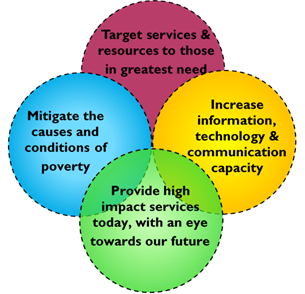 Target services &
resources to those
in greatest need
Mitigate the
causes and
conditions of
poverty
Increase
information,
technology &
communication
capacity
Provide high
impact services
today, with an eye
towards our future